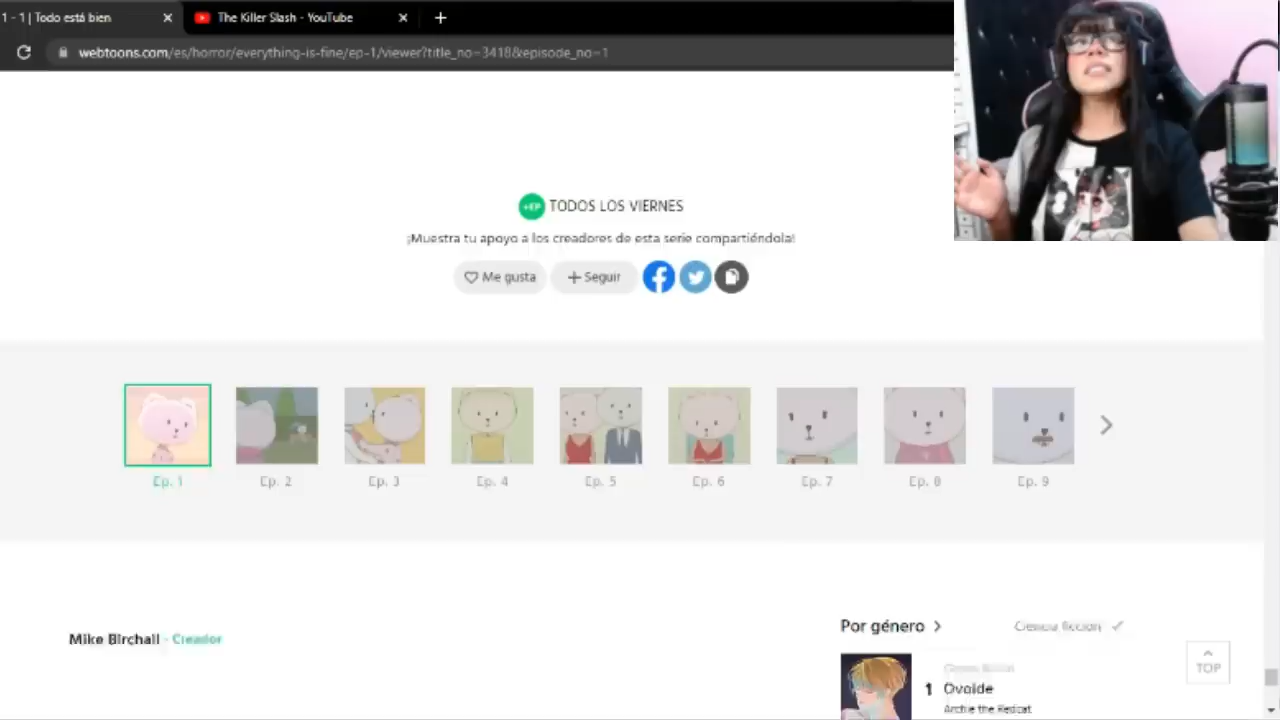 1 - 1 | Todo está bien
The Killer Slash - YouTube
webtoons.com/es/horror/everything-is-fine/ep-1/viewer?title_no=3418&episode_no=1
+EP TODOS LOS VIERNES
¡Muestra tu apoyo a los creadores de esta serie compartiéndola!
Me gusta
Seguir
Ep. 1
Ep. 2
Ep. 3
Ep. 4
Ep. 5
Ep. 6
Ep. 7
Ep. 8
Ep. 9
Mike Birchall - Creador
Por género
Ciencia ficción
TOP
1 Ovoide
Archie the Redcat